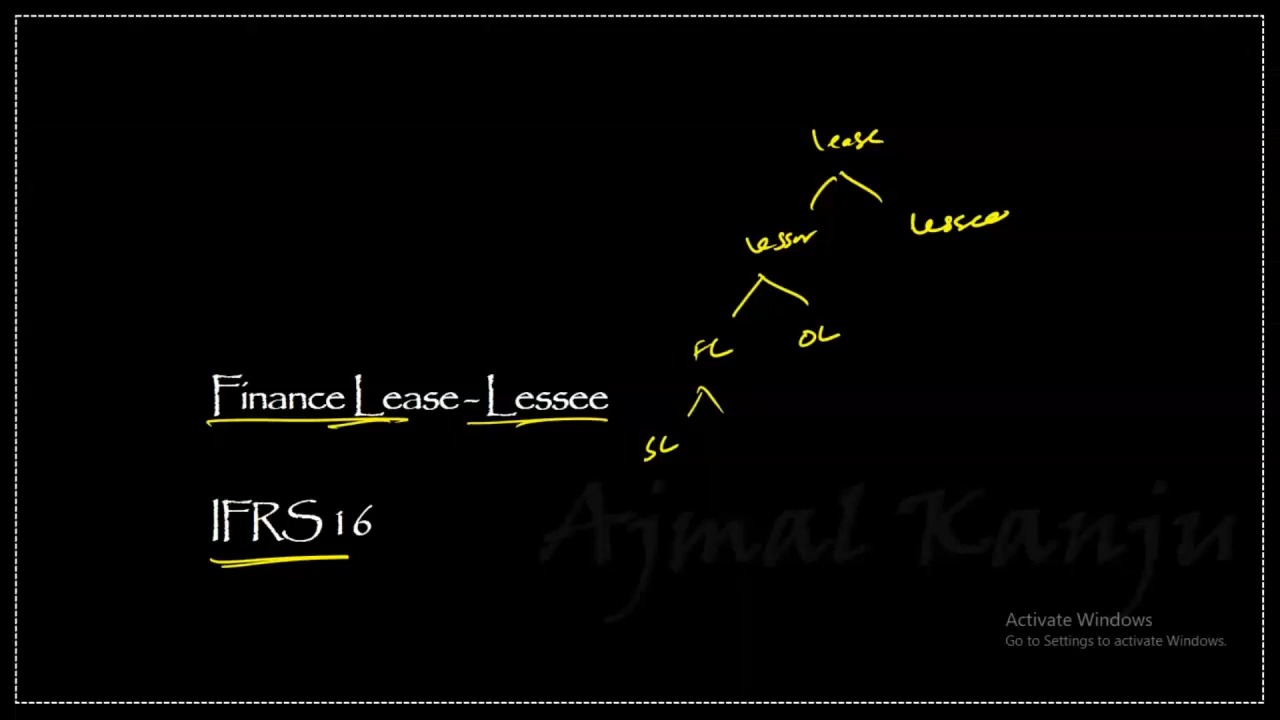 Lease
Lessor
Lessee
FL
OL
Finance Lease - Lessee
SL
IFRS 16
Ajmal Kanju
Activate Windows
Go to Settings to activate Windows.